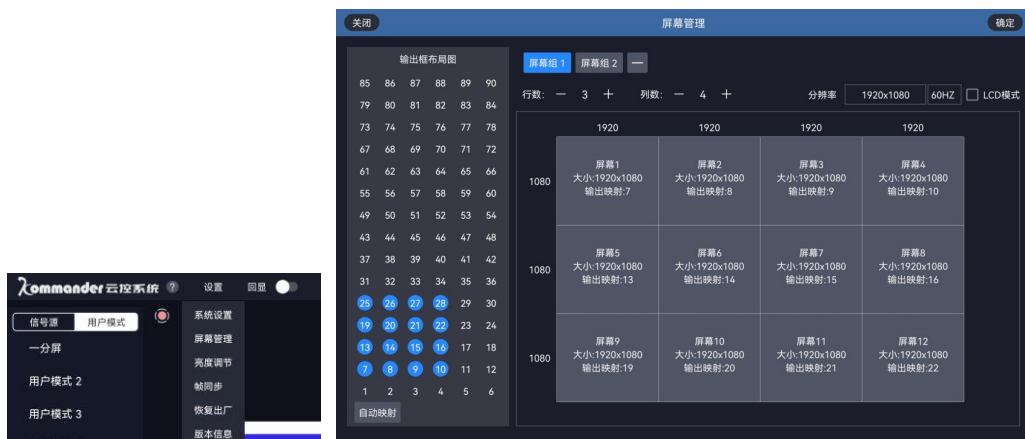 Kommander云控系统 ? 设置 回显
信号源 用户模式
一分屏
用户模式 2
用户模式 3
系统设置
屏幕管理
亮度调节
帧同步
恢复出厂
版本信息
关闭 屏幕管理 确定
输出框布局图
85 86 87 88 89 90
79 80 81 82 83 84
73 74 75 76 77 78
67 68 69 70 71 72
61 62 63 64 65 66
55 56 57 58 59 60
49 50 51 52 53 54
43 44 45 46 47 48
37 38 39 40 41 42
31 32 33 34 35 36
25 26 27 28 29 30
19 20 21 22 23 24
13 14 15 16 17 18
7 8 9 10 11 12
1 2 3 4 5 6
自动映射
屏幕组 1 屏幕组 2 —
行数: — 3 + 列数: — 4 + 分辨率 1920x1080 60HZ LCD模式
1920 1920 1920 1920
1080
屏幕1
大小:1920x1080
输出映射:7
屏幕2
大小:1920x1080
输出映射:8
屏幕3
大小:1920x1080
输出映射:9
屏幕4
大小:1920x1080
输出映射:10
1080
屏幕5
大小:1920x1080
输出映射:13
屏幕6
大小:1920x1080
输出映射:14
屏幕7
大小:1920x1080
输出映射:15
屏幕8
大小:1920x1080
输出映射:16
1080
屏幕9
大小:1920x1080
输出映射:19
屏幕10
大小:1920x1080
输出映射:20
屏幕11
大小:1920x1080
输出映射:21
屏幕12
大小:1920x1080
输出映射:22